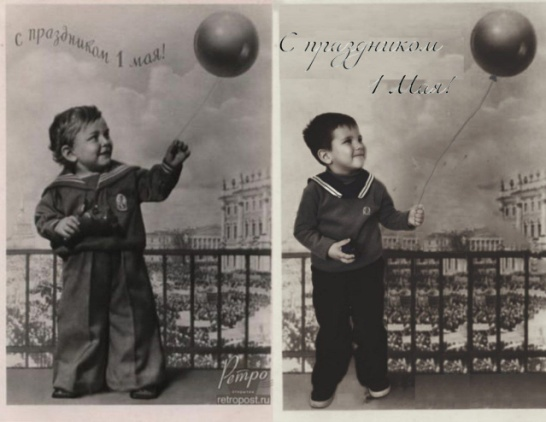 с праздником 1 мая!
Ретро
retropost.ru
С праздником
1 Мая!